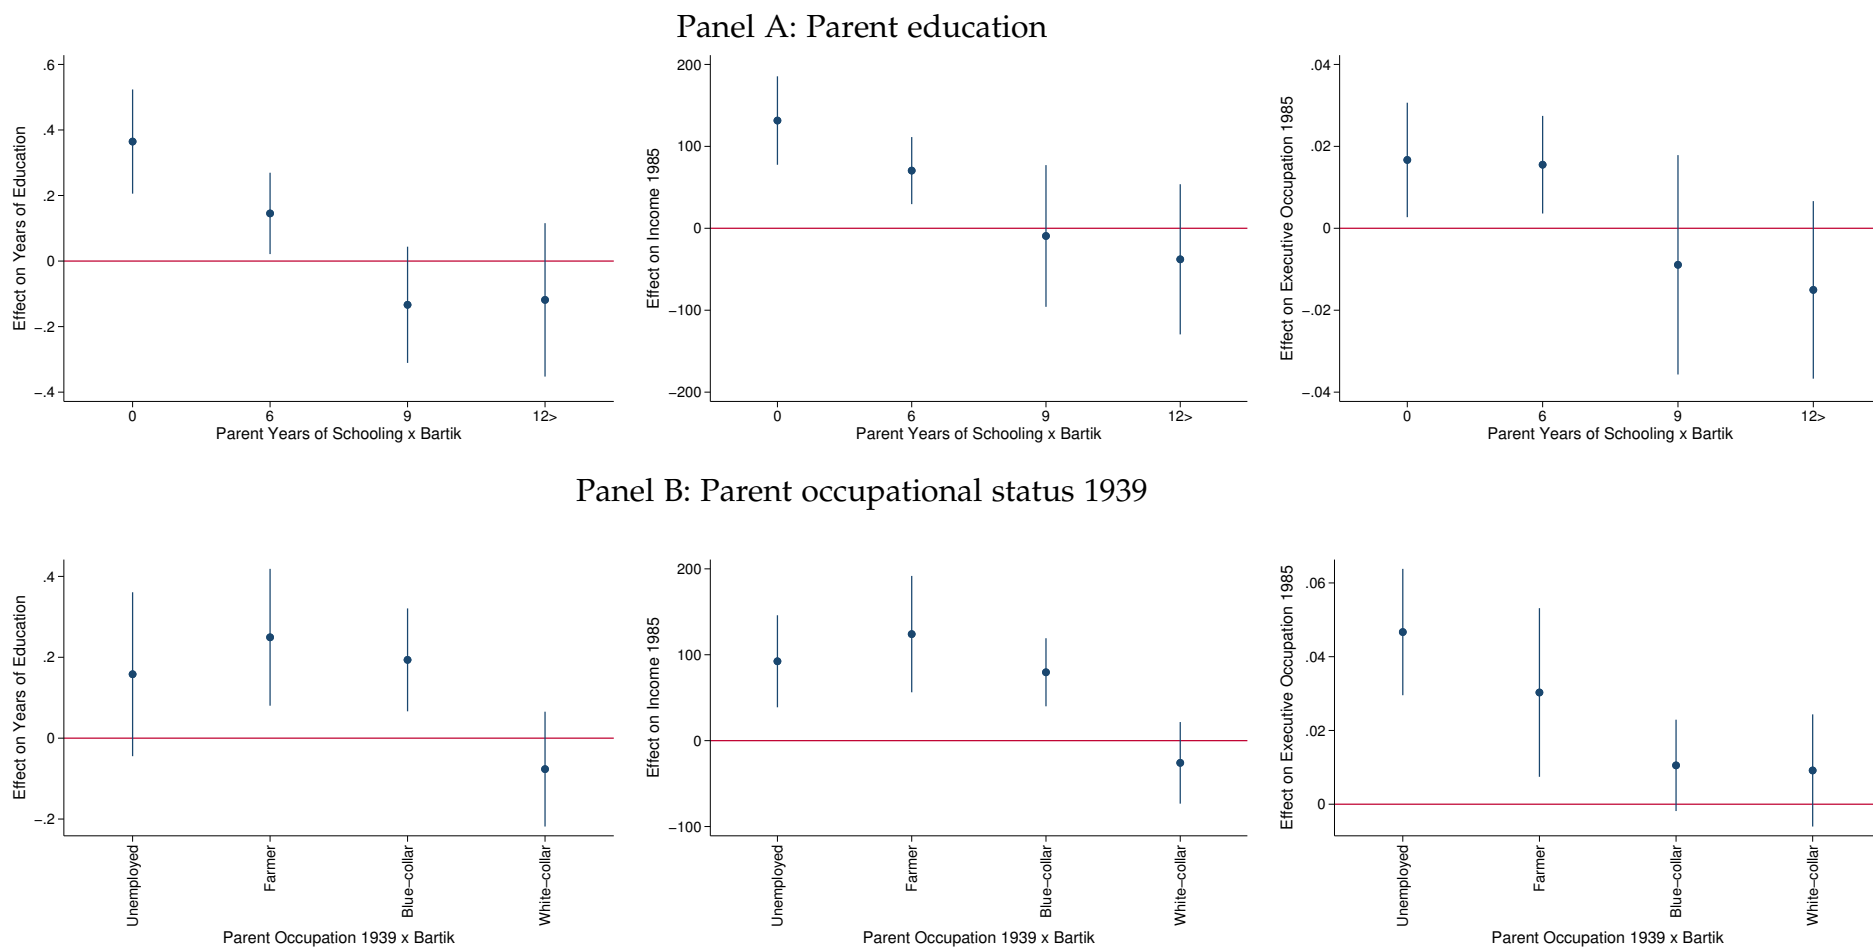 Panel A: Parent education
Effect on Years of Education
.6
.4
.2
0
−.2
−.4
0 6 9 12>
Parent Years of Schooling x Bartik
Effect on Income 1985
200
100
0
−100
−200
0 6 9 12>
Parent Years of Schooling x Bartik
Effect on Executive Occupation 1985
.04
.02
0
−.02
−.04
0 6 9 12>
Parent Years of Schooling x Bartik
Panel B: Parent occupational status 1939
Effect on Years of Education
.4
.2
0
−.2
Unemployed
Farmer
Blue−collar
White−collar
Parent Occupation 1939 x Bartik
Effect on Income 1985
200
100
0
−100
Unemployed
Farmer
Blue−collar
White−collar
Parent Occupation 1939 x Bartik
Effect on Executive Occupation 1985
.06
.04
.02
0
Unemployed
Farmer
Blue−collar
White−collar
Parent Occupation 1939 x Bartik